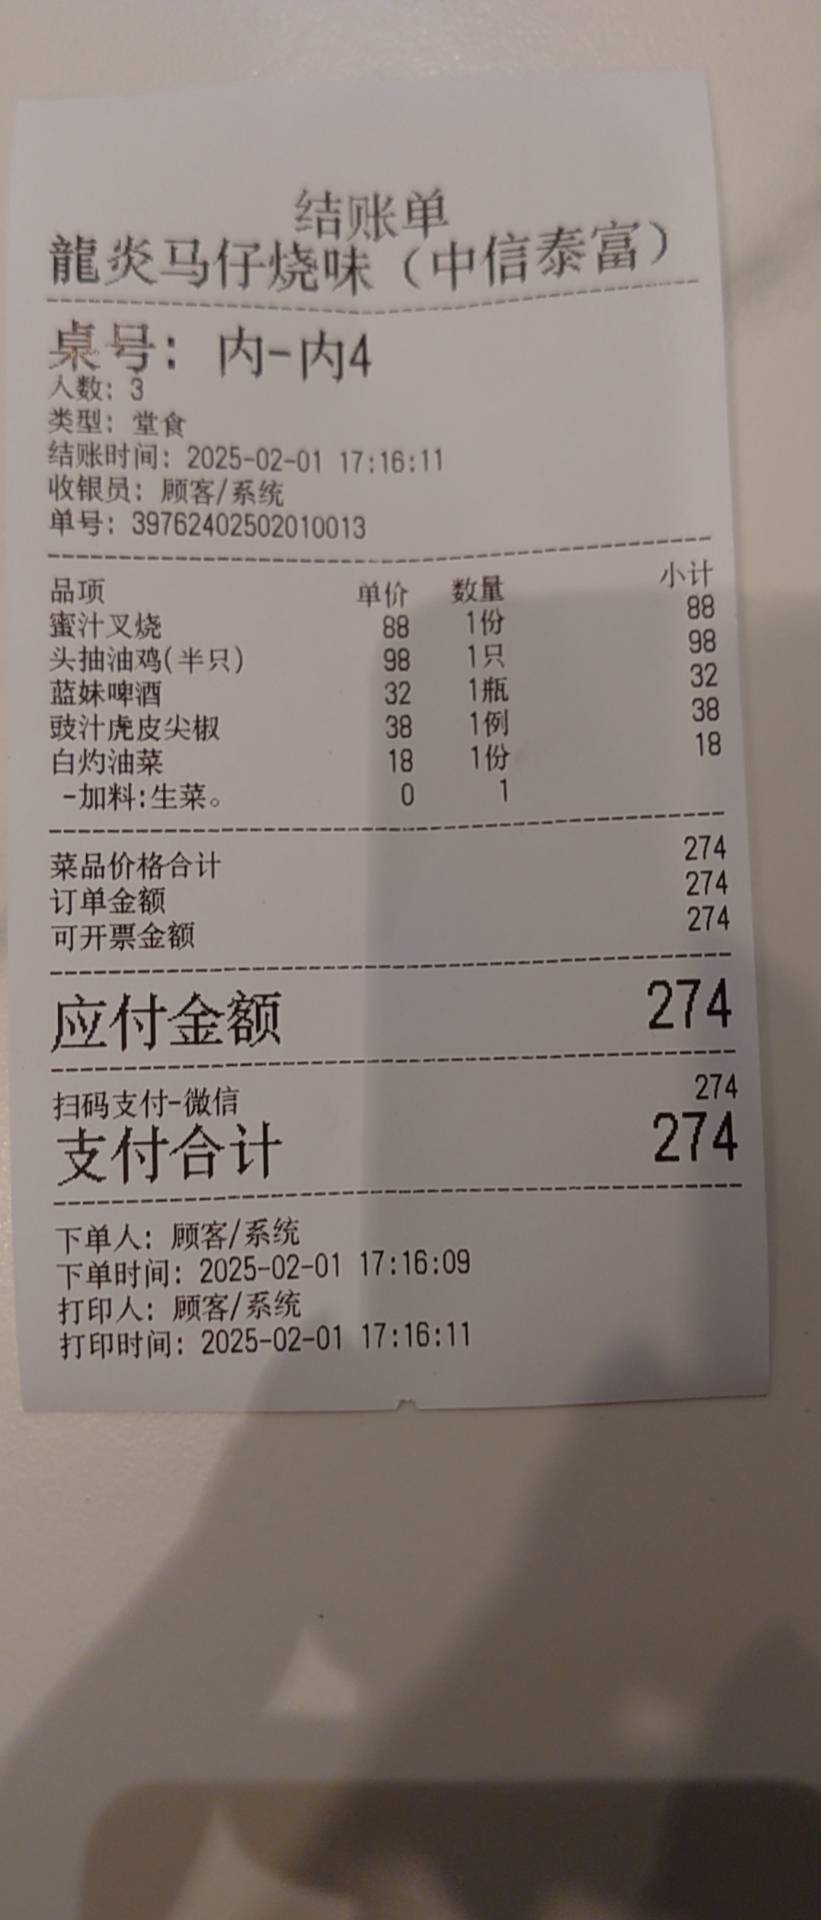 结账单
龍炎马仔烧味（中信泰富）
桌号：内-内4
人数：3
类型：堂食
结账时间：2025-02-01 17:16:11
收银员：顾客/系统
单号：39762402502010013
品项 单价 数量 小计
蜜汁叉烧 88 1份 88
头抽油鸡(半只) 98 1只 98
蓝妹啤酒 32 1瓶 32
豉汁虎皮尖椒 38 1例 38
白灼油菜 18 1份 18
-加料:生菜。 0 1
菜品价格合计 274
订单金额 274
可开票金额 274
应付金额 274
扫码支付-微信 274
支付合计 274
下单人：顾客/系统
下单时间：2025-02-01 17:16:09
打印人：顾客/系统
打印时间：2025-02-01 17:16:11